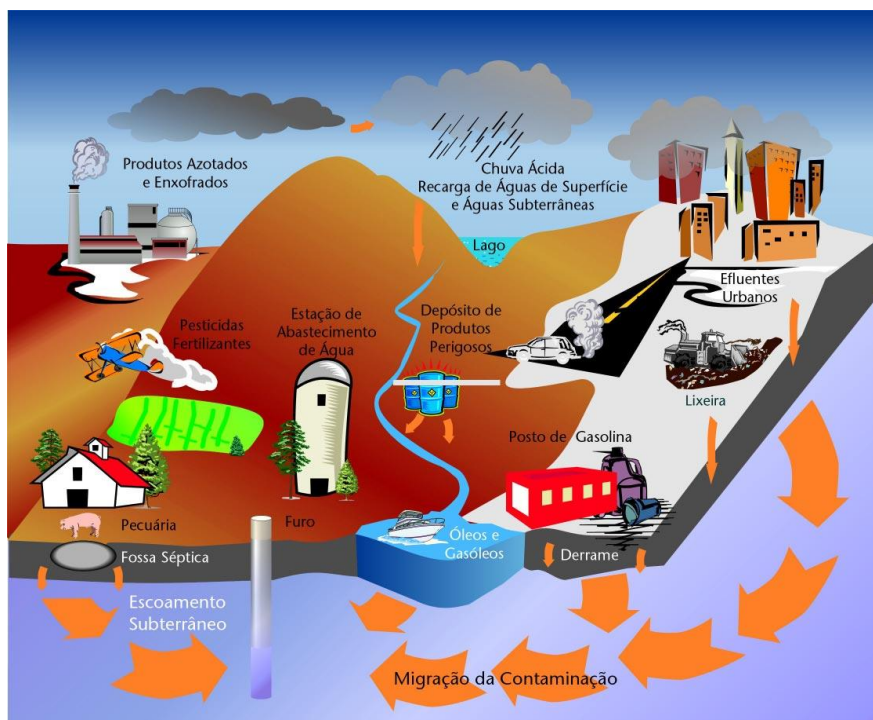 Produtos Azotados
e Enxofrados
Chuva Ácida
Recarga de Águas de Superfície
e Águas Subterrâneas
Lago
Efluentes
Urbanos
Pesticidas
Fertilizantes
Estação de
Abastecimento
de Água
Depósito de
Produtos
Perigosos
Lixeira
Posto de Gasolina
Pecuária
Furo
Óleos e
Gasóleos
Derrame
Fossa Séptica
Escoamento
Subterrâneo
Migração da Contaminação